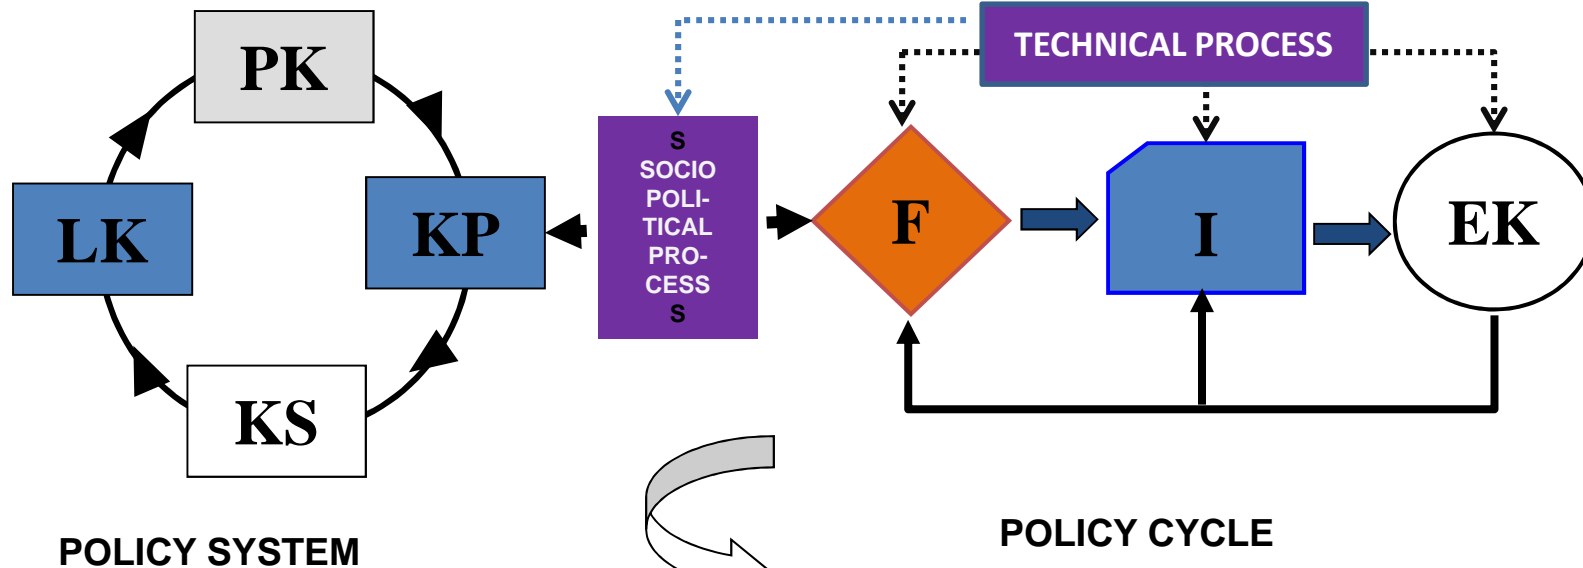 PK
TECHNICAL PROCESS
S
SOCIO
POLI-
TICAL
PRO-
CESS
S
LK
KP
F
I
EK
KS
POLICY SYSTEM
POLICY CYCLE